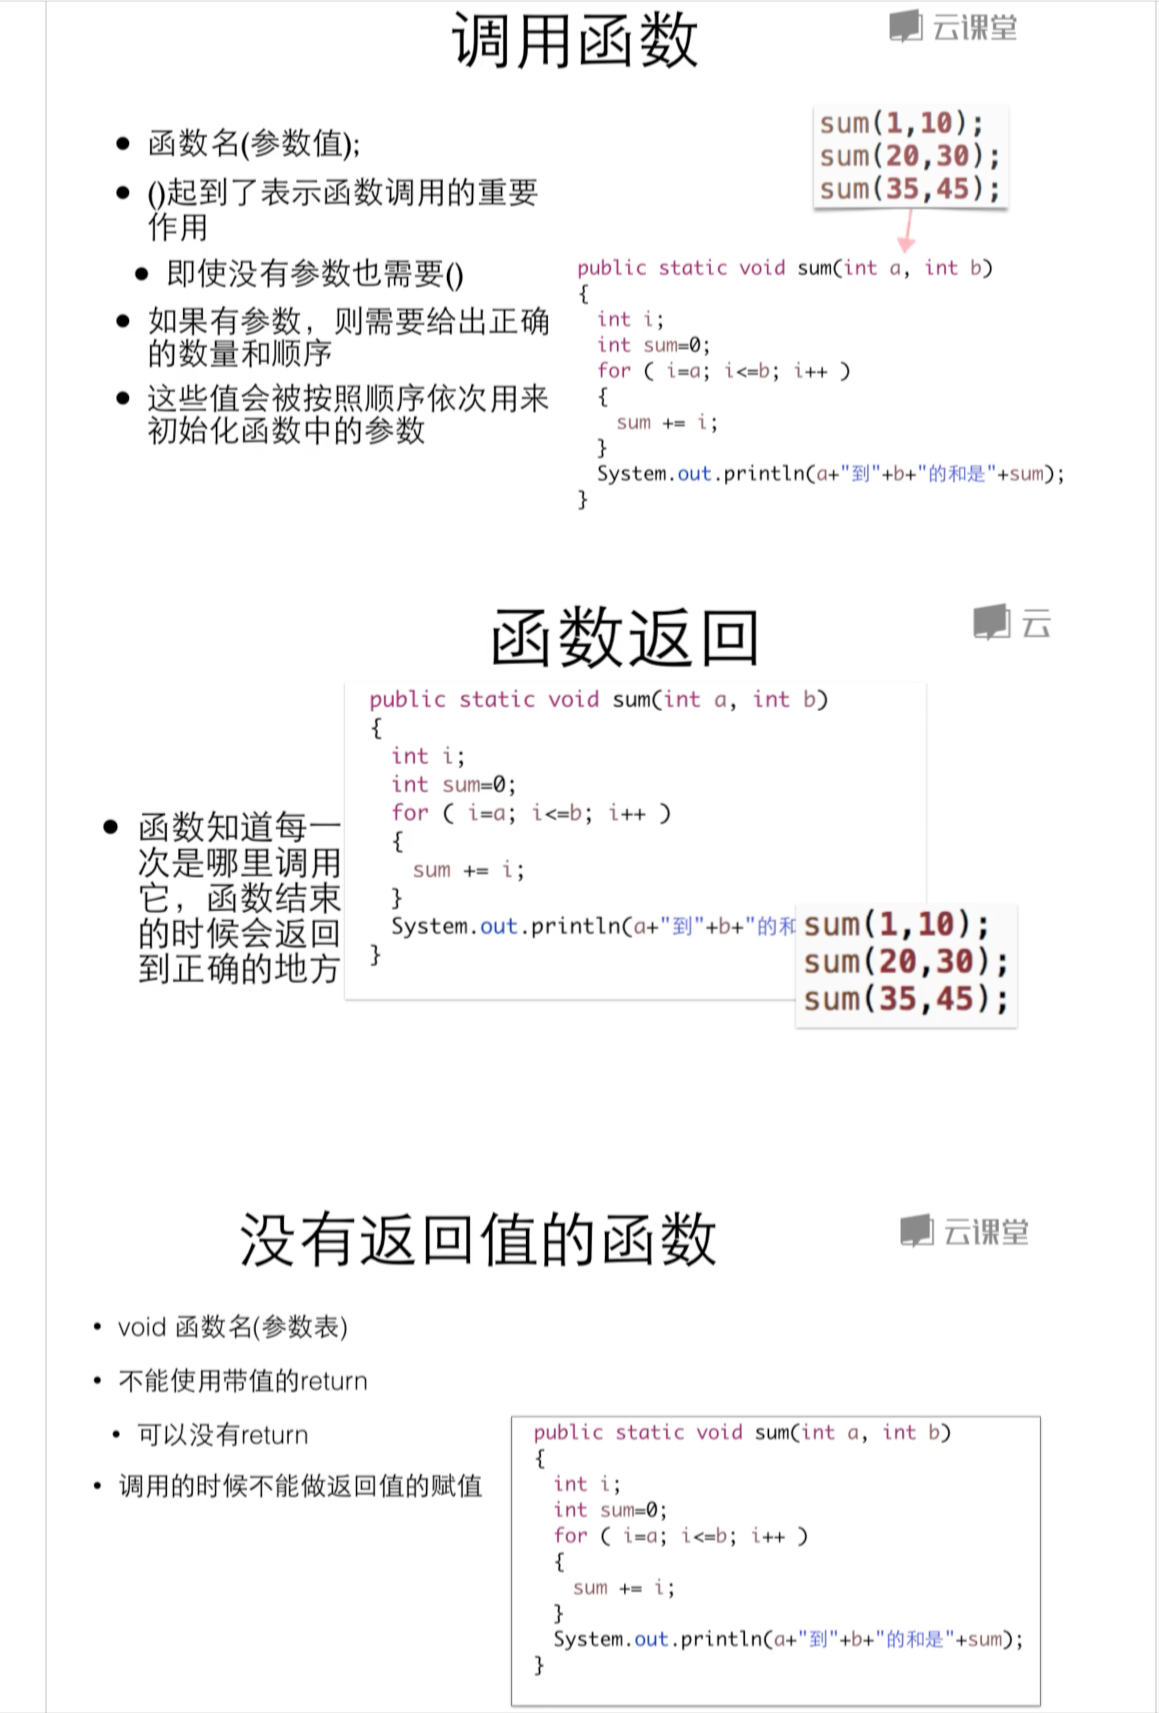 调用函数
云课堂
函数名(参数值);
()起到了表示函数调用的重要
作用
即使没有参数也需要()
如果有参数，则需要给出正确
的数量和顺序
这些值会被按照顺序依次用来
初始化函数中的参数
sum(1,10);
sum(20,30);
sum(35,45);
public static void sum(int a, int b)
{
int i;
int sum=0;
for ( i=a; i<=b; i++ )
{
sum += i;
}
System.out.println(a+"到"+b+"的和是"+sum);
}
函数返回
云
函数知道每一
次是哪里调用
它，函数结束
的时候会返回
到正确的地方
public static void sum(int a, int b)
{
int i;
int sum=0;
for ( i=a; i<=b; i++ )
{
sum += i;
}
System.out.println(a+"到"+b+"的和
}
sum(1,10);
sum(20,30);
sum(35,45);
没有返回值的函数
云课堂
void 函数名(参数表)
不能使用带值的return
可以没有return
调用的时候不能做返回值的赋值
public static void sum(int a, int b)
{
int i;
int sum=0;
for ( i=a; i<=b; i++ )
{
sum += i;
}
System.out.println(a+"到"+b+"的和是"+sum);
}